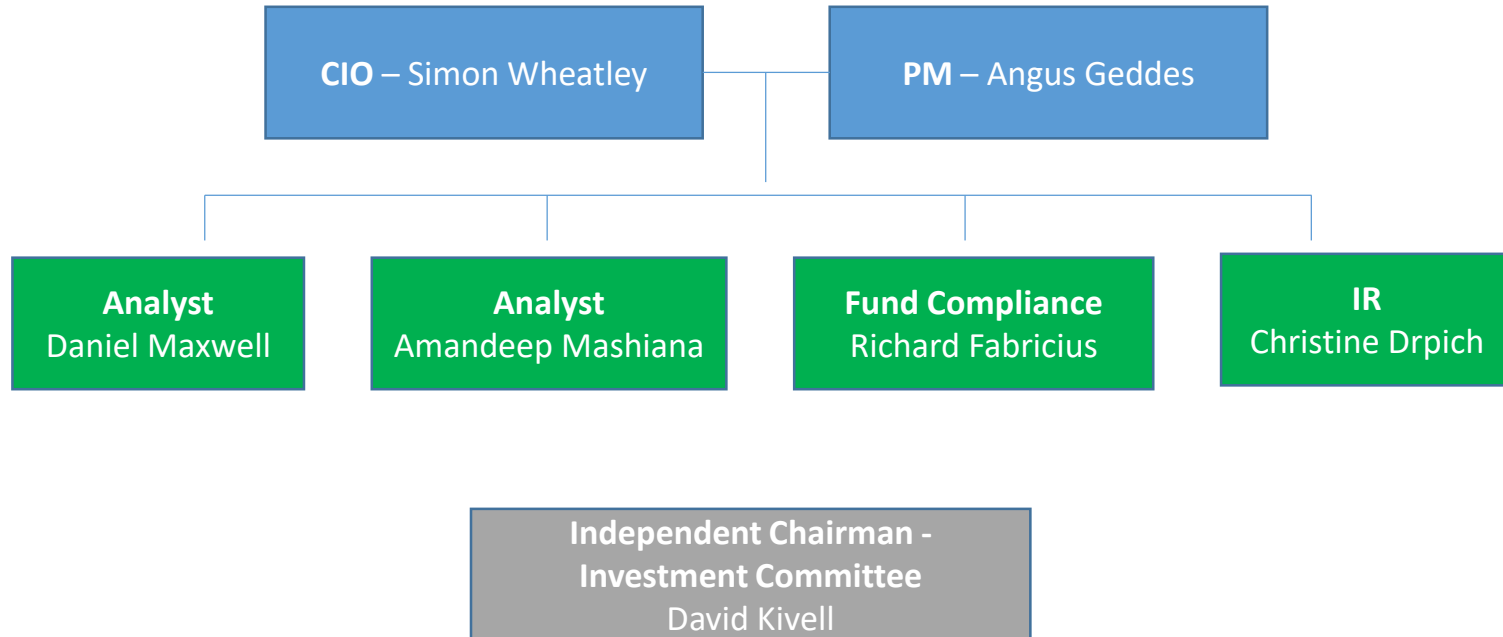 CIO – Simon Wheatley
PM – Angus Geddes
Analyst
Daniel Maxwell
Analyst
Amandeep Mashiana
Fund Compliance
Richard Fabricius
IR
Christine Drpich
Independent Chairman -
Investment Committee
David Kivell